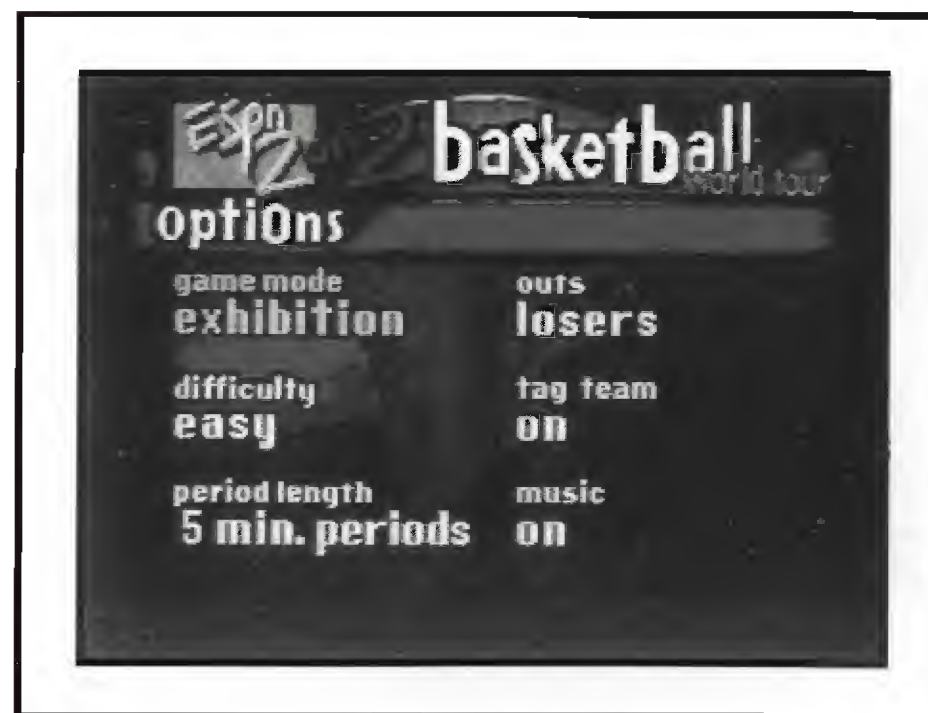 ESPN
2
basketball
world tour
options
game mode
exhibition
outs
losers
difficulty
easy
tag team
on
period length
5 min. periods
music
on